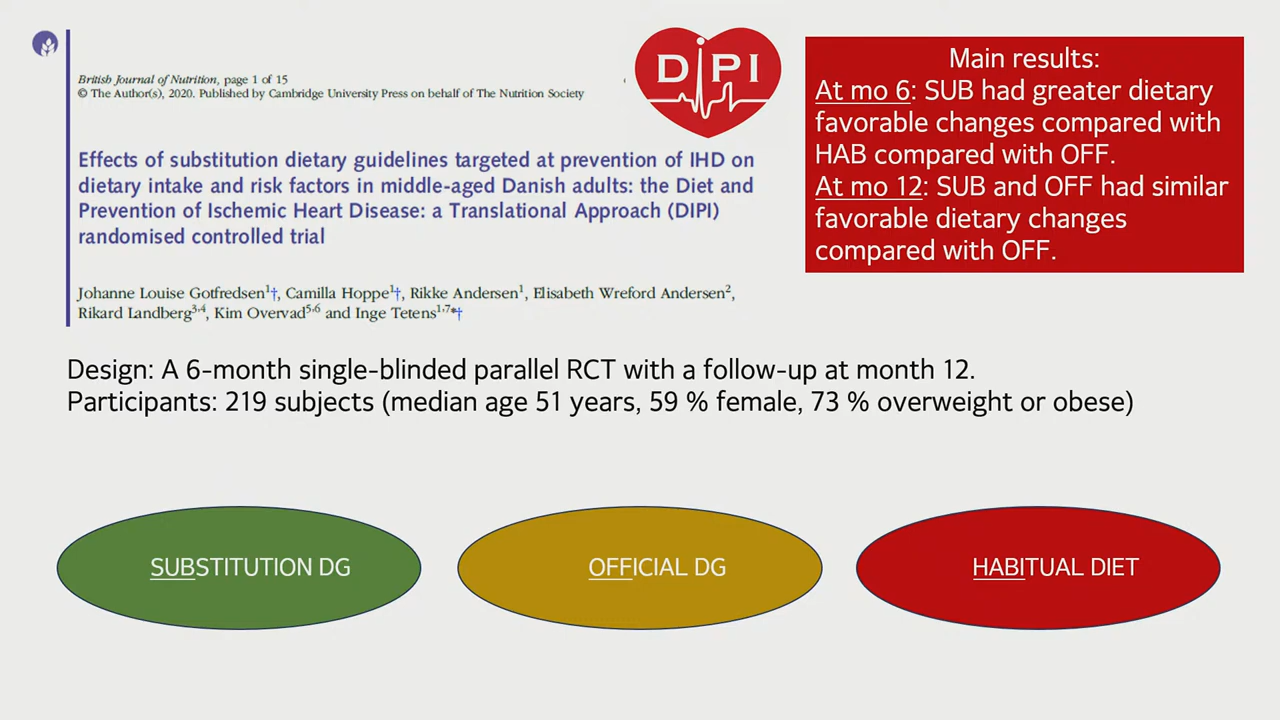 British Journal of Nutrition, page 1 of 15
© The Author(s), 2020. Published by Cambridge University Press on behalf of The Nutrition Society
DiPI
Effects of substitution dietary guidelines targeted at prevention of IHD on
dietary intake and risk factors in middle-aged Danish adults: the Diet and
Prevention of Ischemic Heart Disease: a Translational Approach (DIPI)
randomised controlled trial
Johanne Louise Gotfredsen1†, Camilla Hoppe1†, Rikke Andersen1, Elisabeth Wreford Andersen2,
Rikard Landberg3,4, Kim Overvad5,6 and Inge Tetens1,7*†
Main results:
At mo 6: SUB had greater dietary
favorable changes compared with
HAB compared with OFF.
At mo 12: SUB and OFF had similar
favorable dietary changes
compared with OFF.
Design: A 6-month single-blinded parallel RCT with a follow-up at month 12.
Participants: 219 subjects (median age 51 years, 59 % female, 73 % overweight or obese)
SUBSTITUTION DG
OFFICIAL DG
HABITUAL DIET